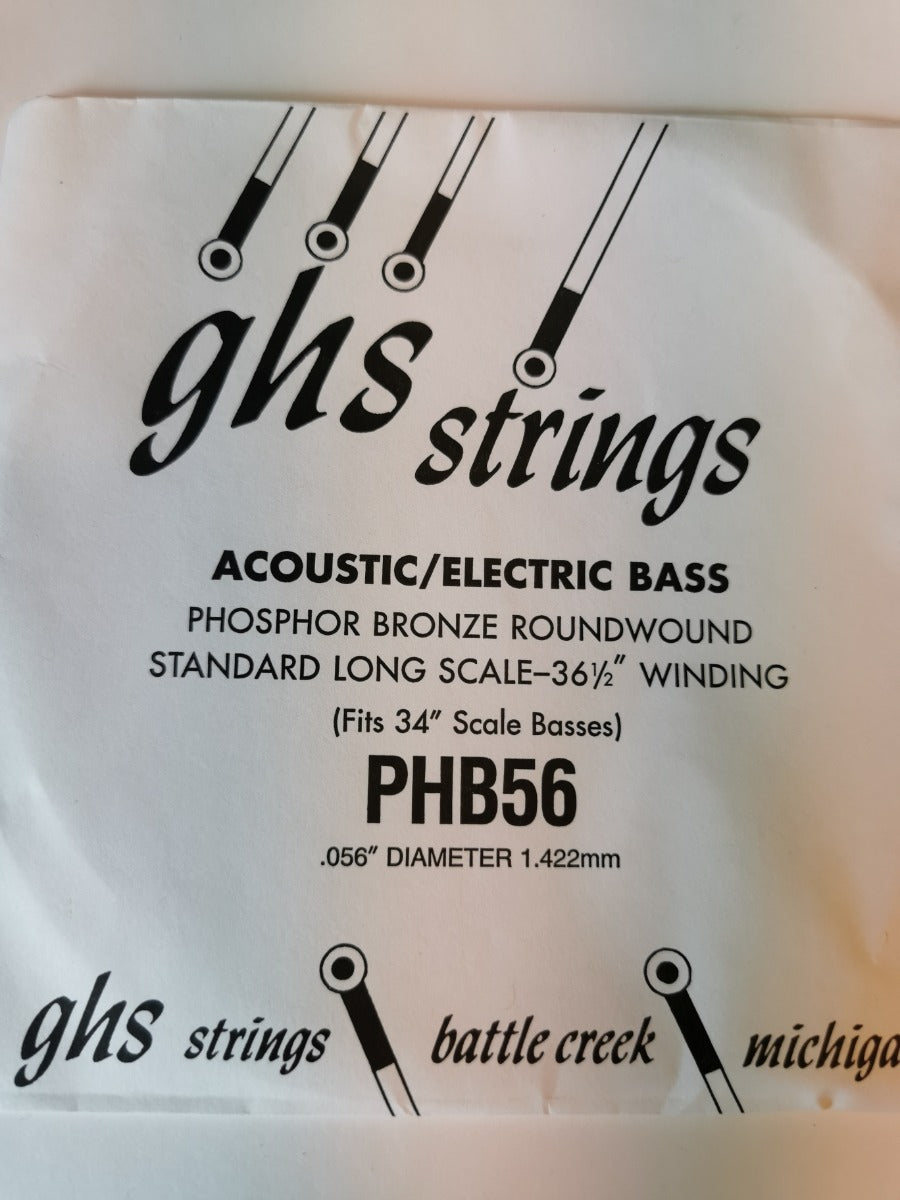 ghs strings
ACOUSTIC/ELECTRIC BASS
PHOSPHOR BRONZE ROUNDWOUND
STANDARD LONG SCALE–36½″ WINDING
(Fits 34″ Scale Basses)
PHB56
.056″ DIAMETER 1.422mm
ghs strings battle creek michiga